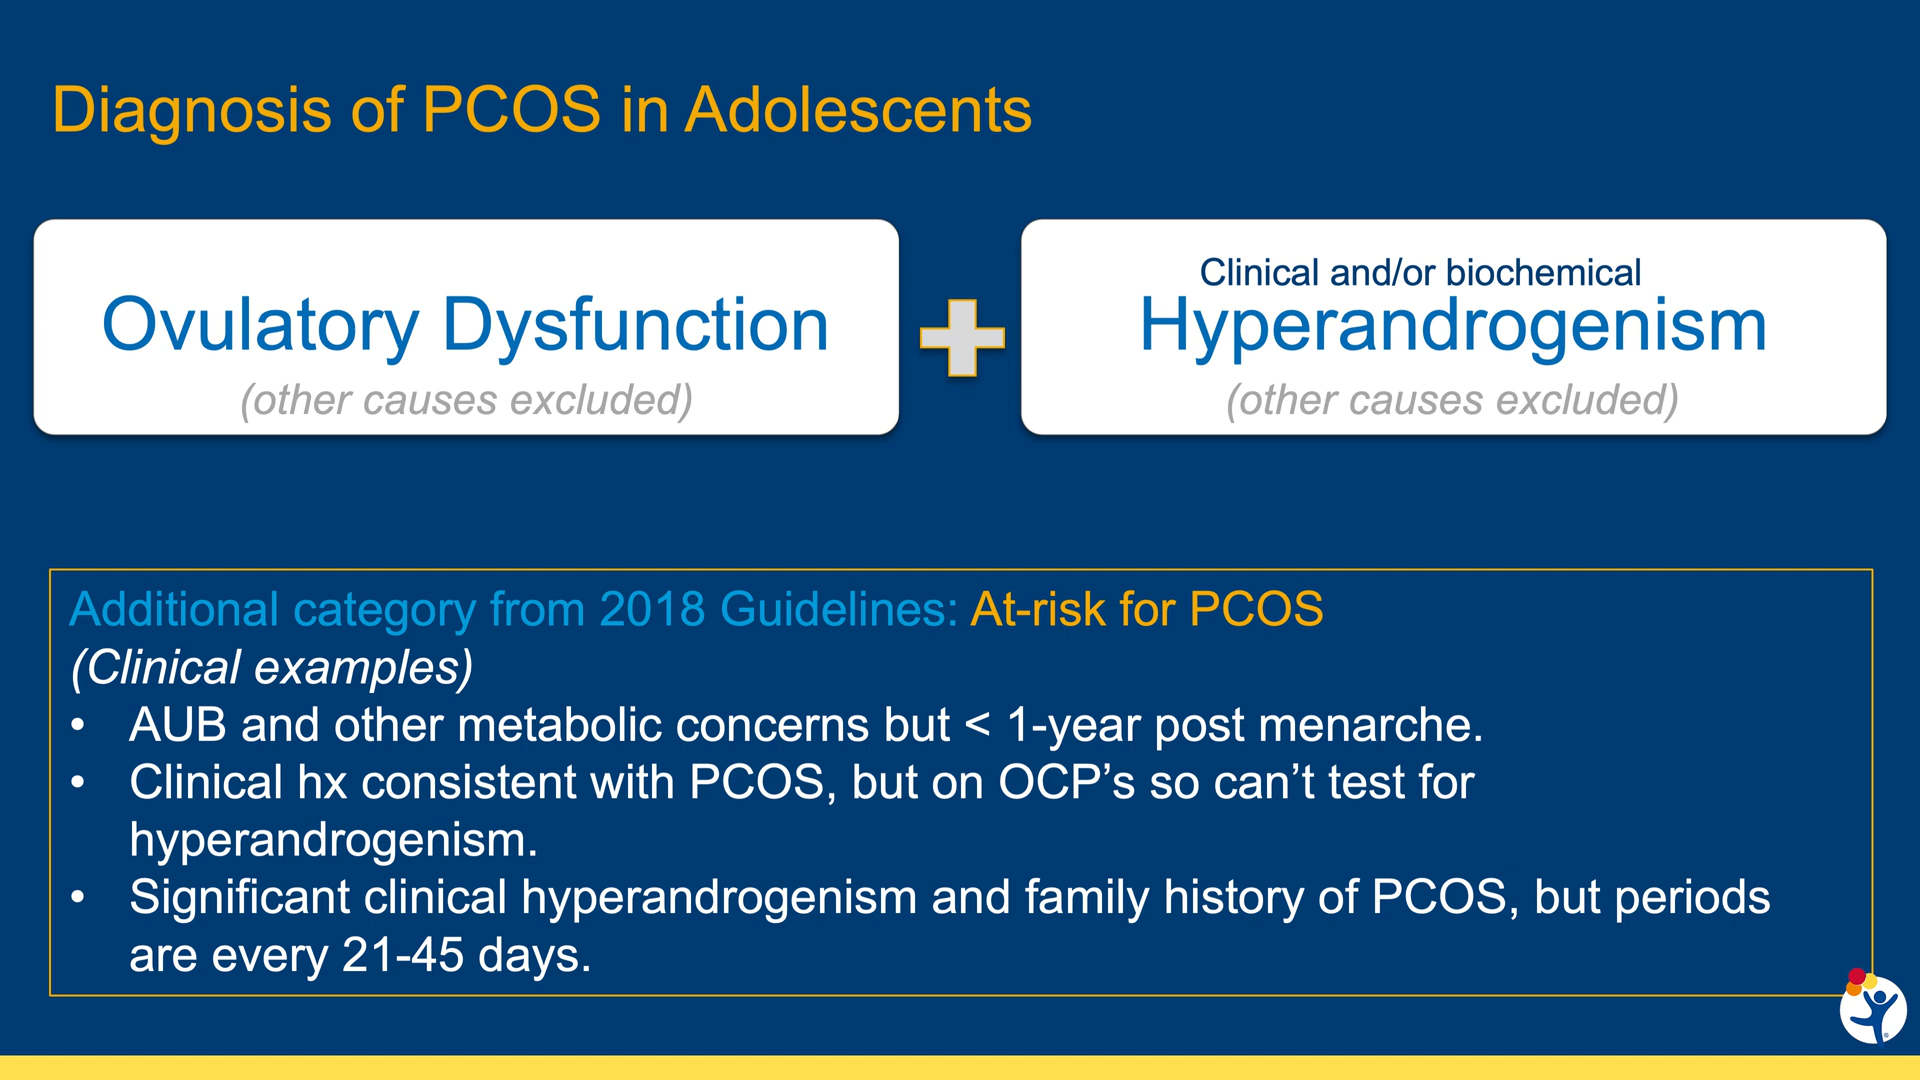 Diagnosis of PCOS in Adolescents
Ovulatory Dysfunction
(other causes excluded)
Clinical and/or biochemical
Hyperandrogenism
(other causes excluded)
Additional category from 2018 Guidelines: At-risk for PCOS
(Clinical examples)
• AUB and other metabolic concerns but < 1-year post menarche.
• Clinical hx consistent with PCOS, but on OCP’s so can’t test for
hyperandrogenism.
• Significant clinical hyperandrogenism and family history of PCOS, but periods
are every 21-45 days.
®